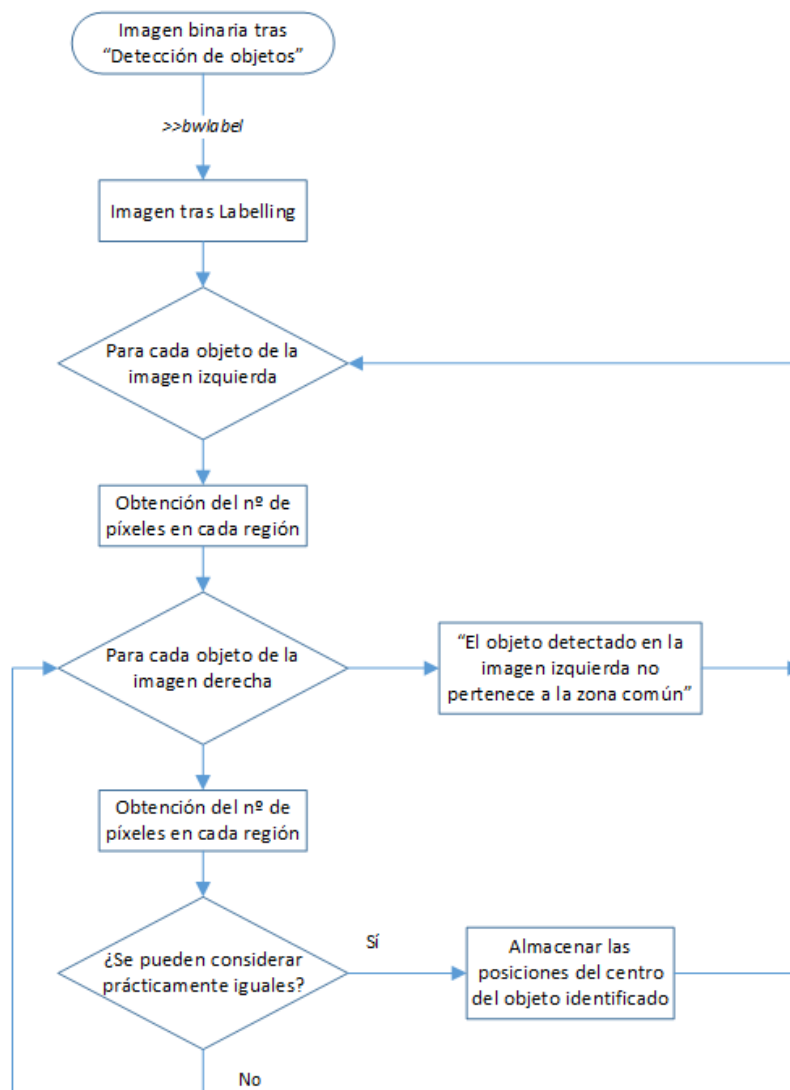 Imagen binaria tras
“Detección de objetos”
>>bwlabel
Imagen tras Labelling
Para cada objeto de la
imagen izquierda
Obtención del nº de
píxeles en cada región
Para cada objeto de la
imagen derecha
“El objeto detectado en la
imagen izquierda no
pertenece a la zona común”
Obtención del nº de
píxeles en cada región
¿Se pueden considerar
prácticamente iguales?
Sí
Almacenar las
posiciones del centro
del objeto identificado
No